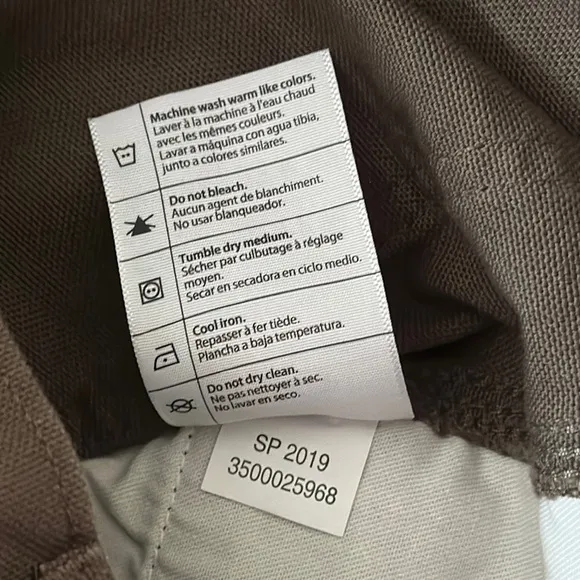 Machine wash warm like colors.
Laver à la machine à l'eau chaud
avec les mêmes couleurs.
Lavar a máquina con agua tibia,
junto a colores similares.
Do not bleach.
Aucun agent de blanchiment.
No usar blanqueador.
Tumble dry medium.
Sécher par culbutage à réglage
moyen.
Secar en secadora en ciclo medio.
Cool iron.
Repasser à fer tiède.
Plancha a baja temperatura.
Do not dry clean.
Ne pas nettoyer à sec.
No lavar en seco.
SP 2019
3500025968